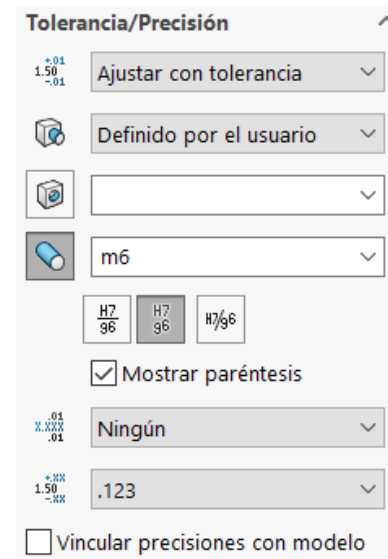 Tolerancia/Precisión
+.01
1.50
-.01
Ajustar con tolerancia
Definido por el usuario
m6
H7
g6
H7
g6
H7/g6
Mostrar paréntesis
.01
X.XXX
.01
Ningún
+.XX
1.50
-.XX
.123
Vincular precisiones con modelo